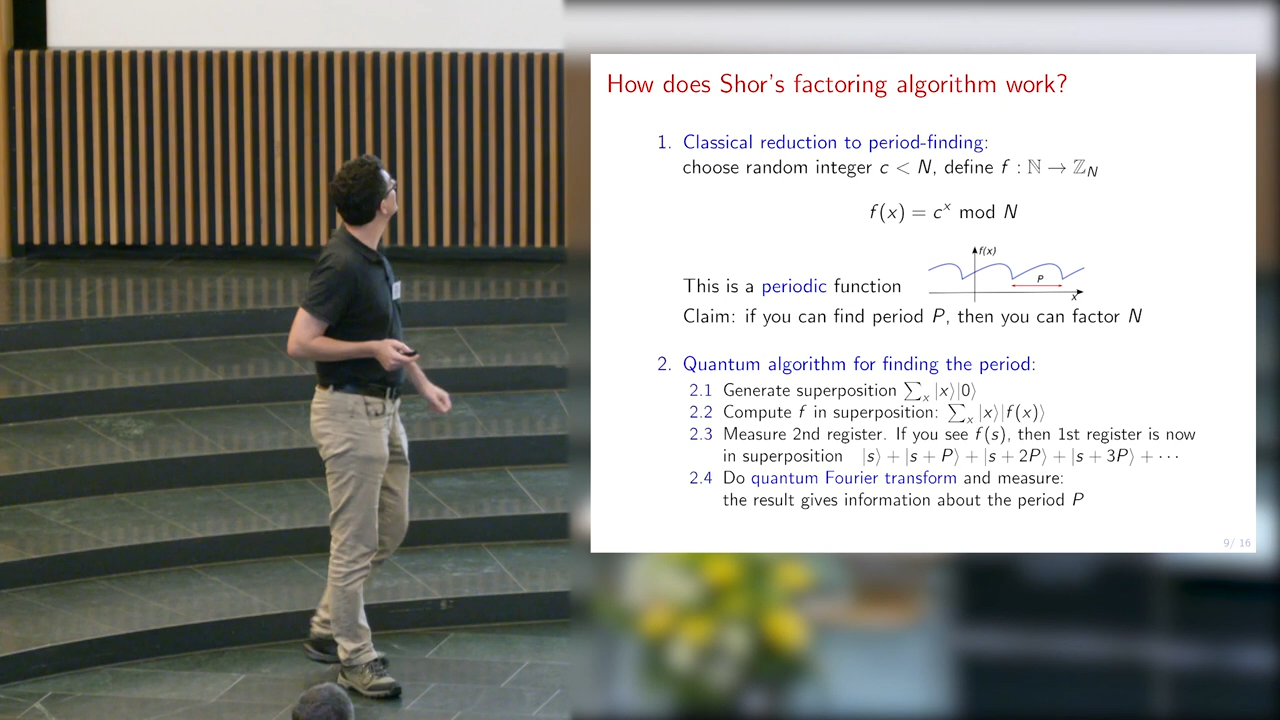 How does Shor's factoring algorithm work?
1. Classical reduction to period-finding:
choose random integer c < N, define f : ℕ → ℤ_N
f(x) = c^x mod N
f(x)
This is a periodic function
P
x
Claim: if you can find period P, then you can factor N
2. Quantum algorithm for finding the period:
2.1 Generate superposition ∑_x |x⟩|0⟩
2.2 Compute f in superposition: ∑_x |x⟩|f(x)⟩
2.3 Measure 2nd register. If you see f(s), then 1st register is now
in superposition |s⟩ + |s + P⟩ + |s + 2P⟩ + |s + 3P⟩ + ⋯
2.4 Do quantum Fourier transform and measure:
the result gives information about the period P
9/ 16